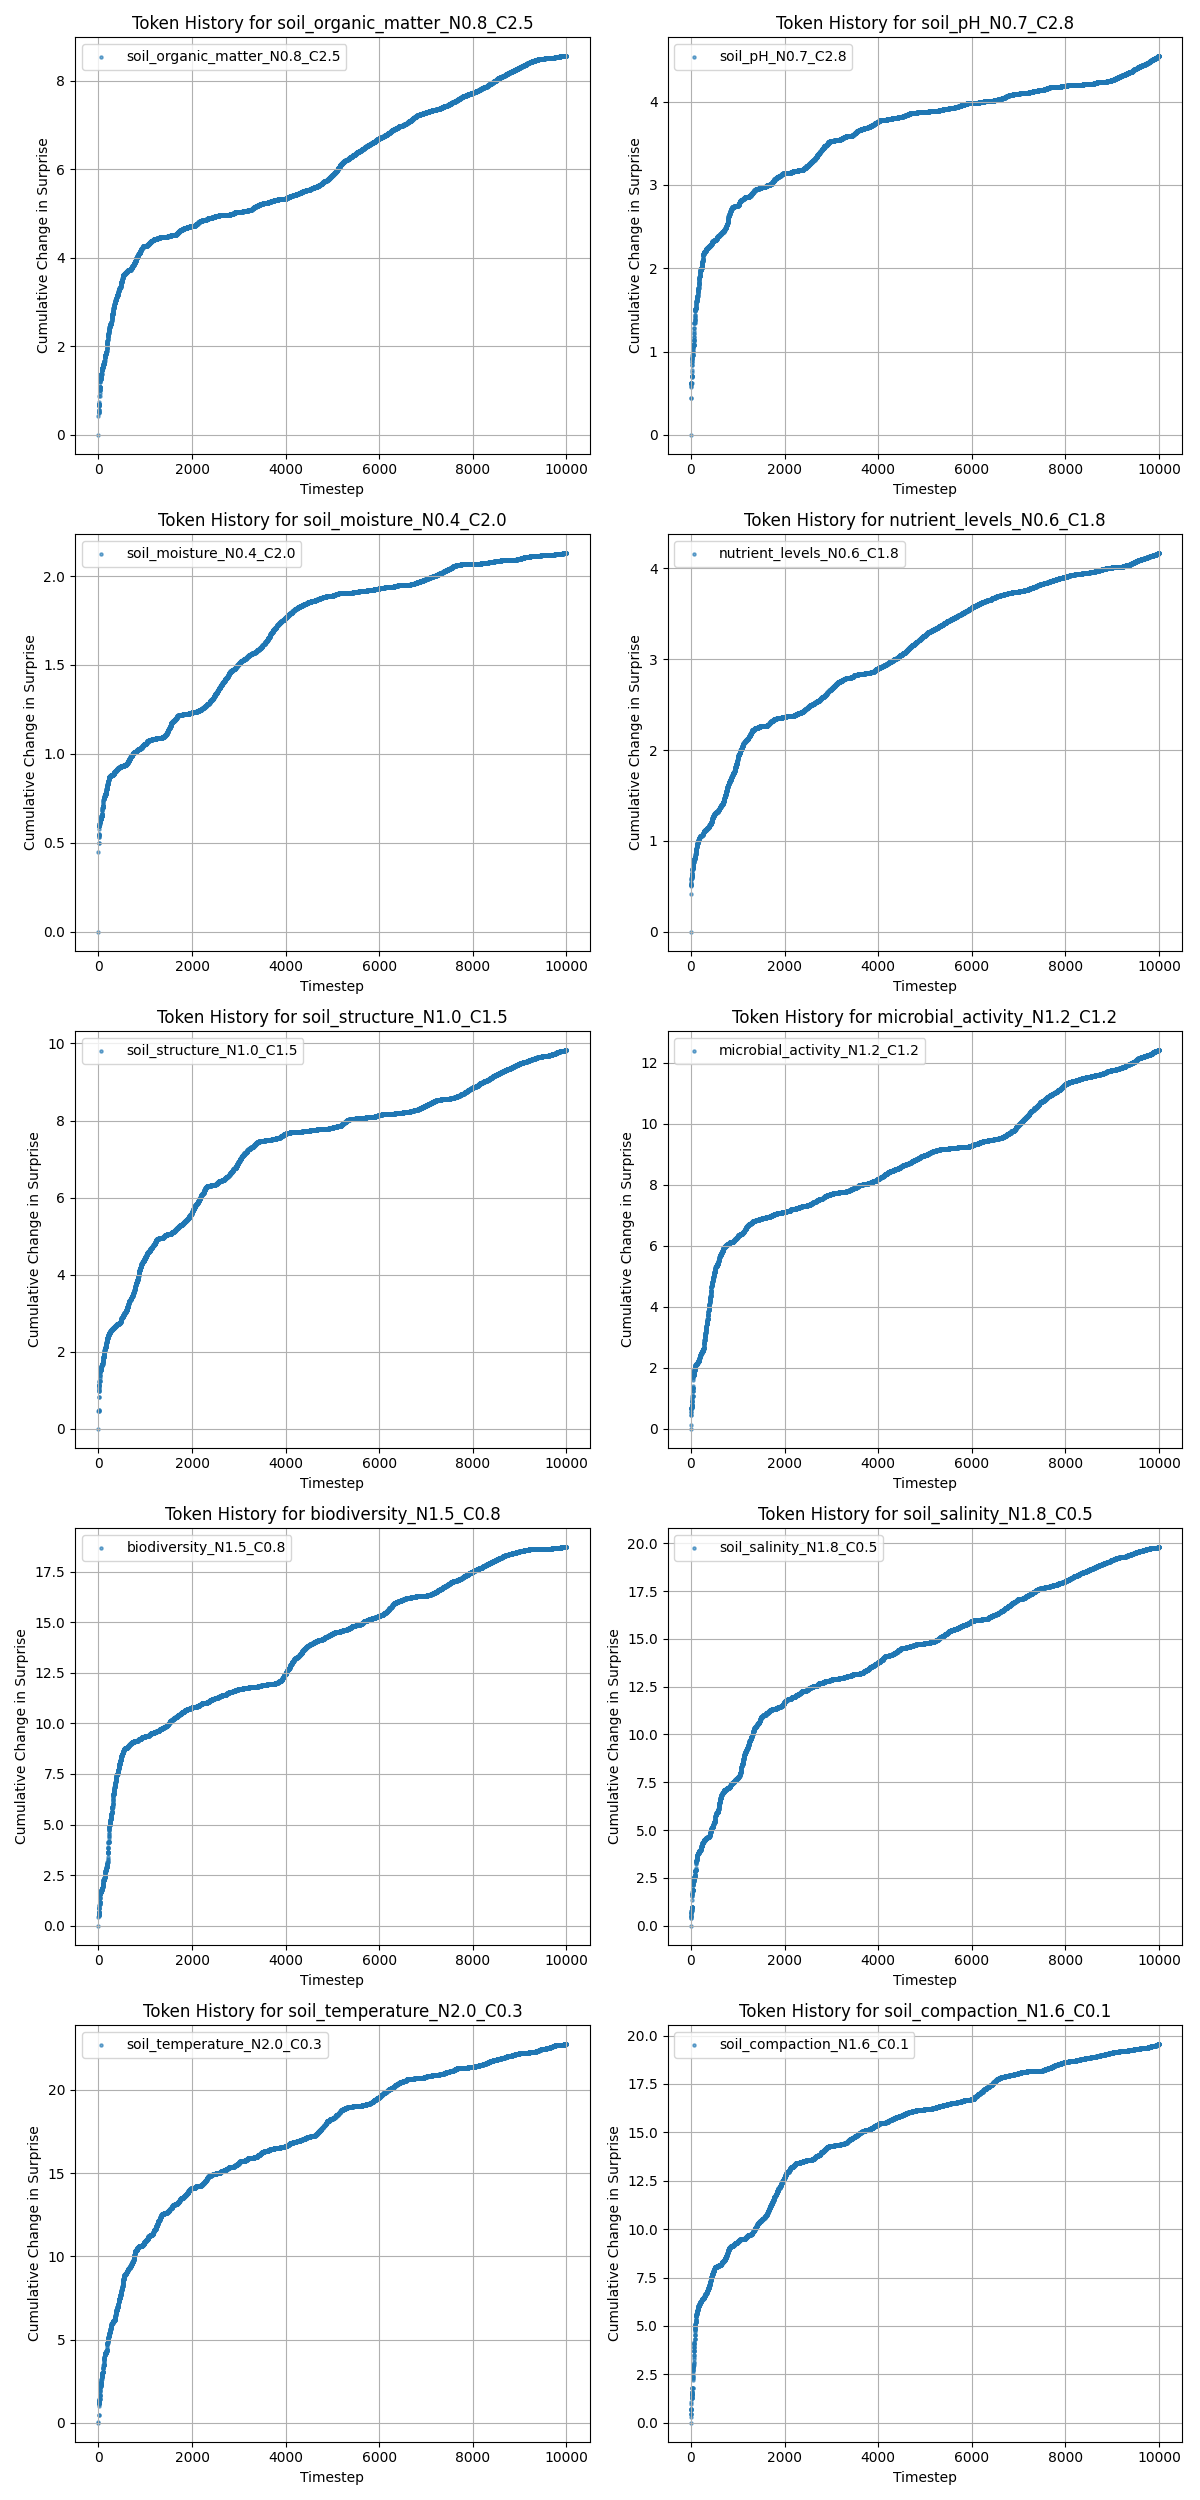 Token History for soil_organic_matter_N0.8_C2.5
soil_organic_matter_N0.8_C2.5
Cumulative Change in Surprise
8
6
4
2
0
0 2000 4000 6000 8000 10000
Timestep
Token History for soil_pH_N0.7_C2.8
soil_pH_N0.7_C2.8
Cumulative Change in Surprise
4
3
2
1
0
0 2000 4000 6000 8000 10000
Timestep
Token History for soil_moisture_N0.4_C2.0
soil_moisture_N0.4_C2.0
Cumulative Change in Surprise
2.0
1.5
1.0
0.5
0.0
0 2000 4000 6000 8000 10000
Timestep
Token History for nutrient_levels_N0.6_C1.8
nutrient_levels_N0.6_C1.8
Cumulative Change in Surprise
4
3
2
1
0
0 2000 4000 6000 8000 10000
Timestep
Token History for soil_structure_N1.0_C1.5
soil_structure_N1.0_C1.5
Cumulative Change in Surprise
10
8
6
4
2
0
0 2000 4000 6000 8000 10000
Timestep
Token History for microbial_activity_N1.2_C1.2
microbial_activity_N1.2_C1.2
Cumulative Change in Surprise
12
10
8
6
4
2
0
0 2000 4000 6000 8000 10000
Timestep
Token History for biodiversity_N1.5_C0.8
biodiversity_N1.5_C0.8
Cumulative Change in Surprise
17.5
15.0
12.5
10.0
7.5
5.0
2.5
0.0
0 2000 4000 6000 8000 10000
Timestep
Token History for soil_salinity_N1.8_C0.5
soil_salinity_N1.8_C0.5
Cumulative Change in Surprise
20.0
17.5
15.0
12.5
10.0
7.5
5.0
2.5
0.0
0 2000 4000 6000 8000 10000
Timestep
Token History for soil_temperature_N2.0_C0.3
soil_temperature_N2.0_C0.3
Cumulative Change in Surprise
20
15
10
5
0
0 2000 4000 6000 8000 10000
Timestep
Token History for soil_compaction_N1.6_C0.1
soil_compaction_N1.6_C0.1
Cumulative Change in Surprise
20.0
17.5
15.0
12.5
10.0
7.5
5.0
2.5
0.0
0 2000 4000 6000 8000 10000
Timestep